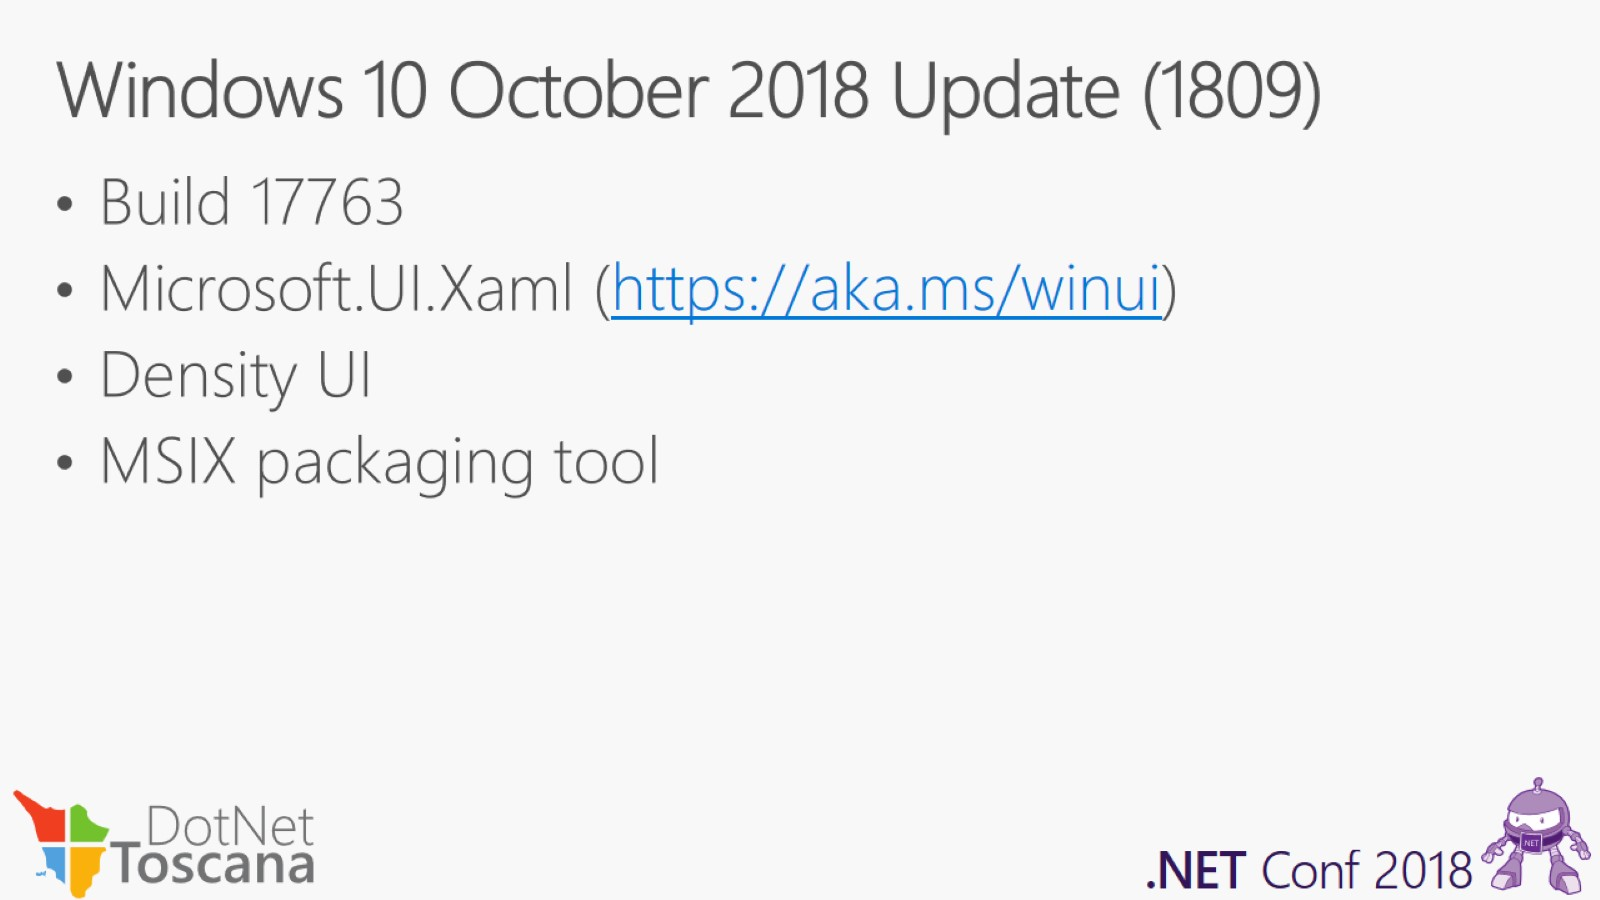 Windows 10 October 2018 Update (1809)
• Build 17763
• Microsoft.UI.Xaml (https://aka.ms/winui)
• Density UI
• MSIX packaging tool
DotNet
Toscana
.NET Conf 2018
.NET